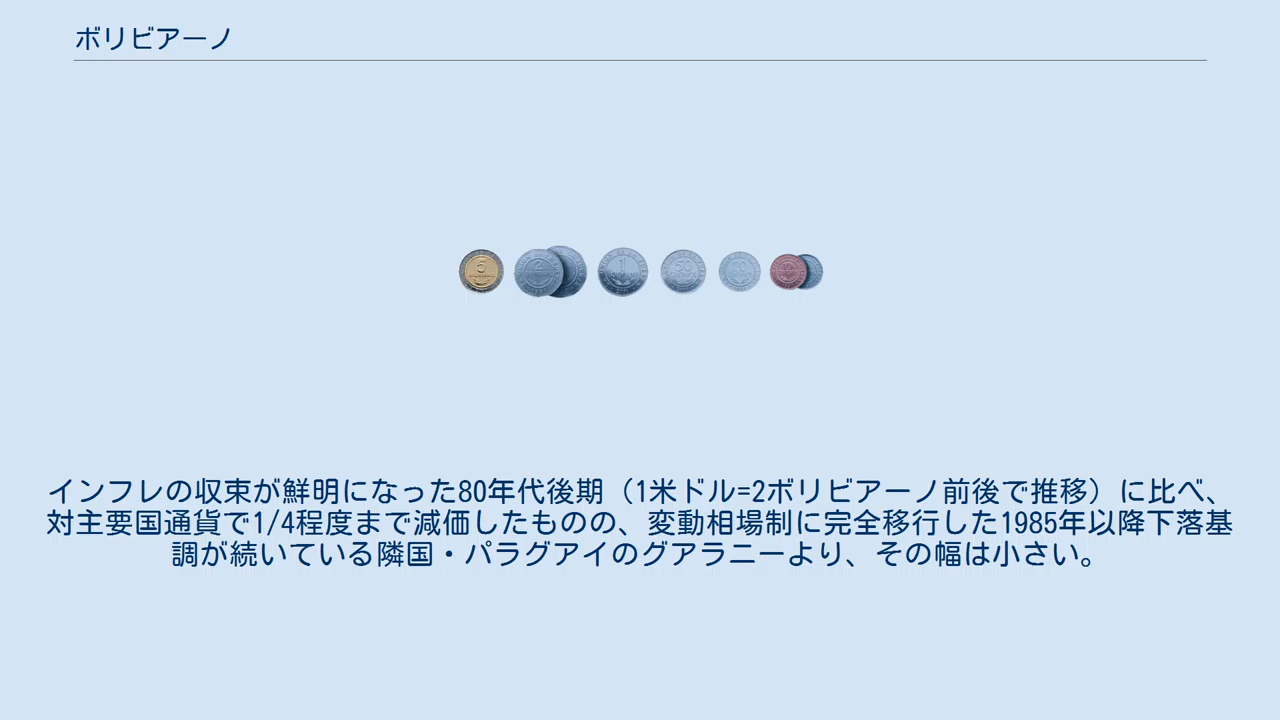 ボリビアーノ
5
2
1
50
20
10
インフレの収束が鮮明になった80年代後期（1米ドル=2ボリビアーノ前後で推移）に比べ、
対主要国通貨で1/4程度まで減価したものの、変動相場制に完全移行した1985年以降下落基
調が続いている隣国・パラグアイのグアラニーより、その幅は小さい。